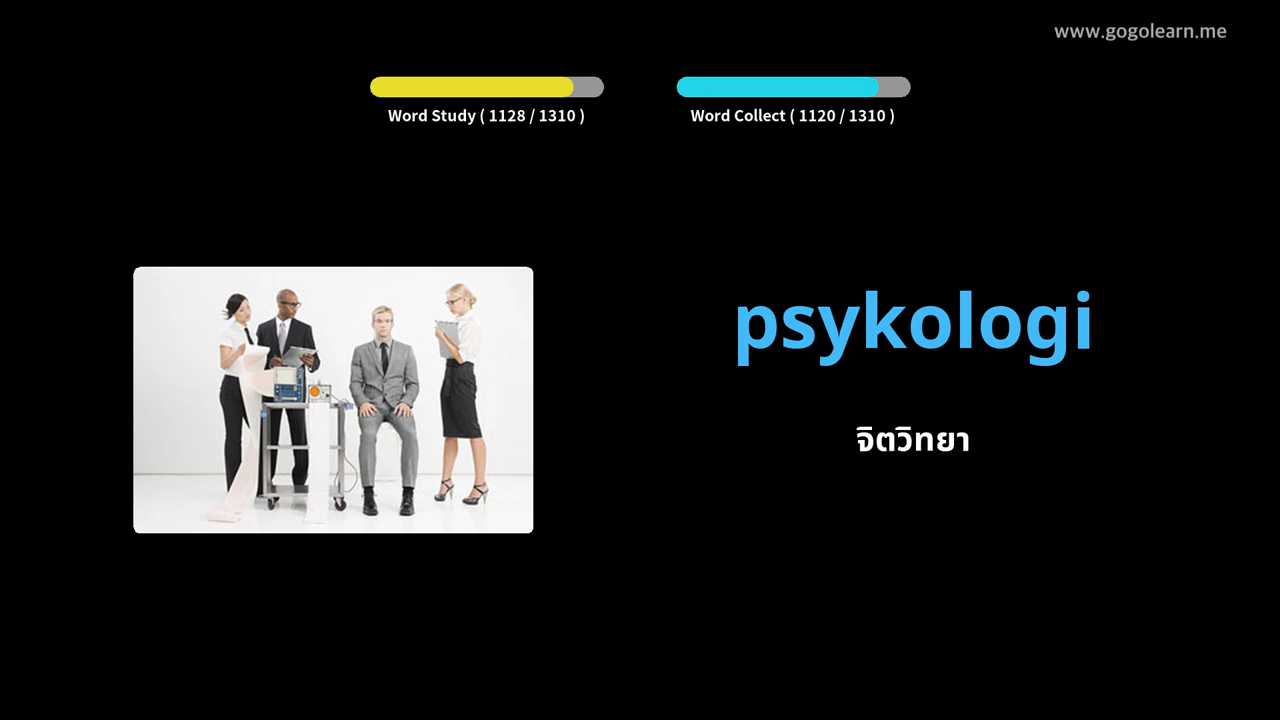 www.gogolearn.me
Word Study ( 1128 / 1310 )
Word Collect ( 1120 / 1310 )
psykologi
จิตวิทยา